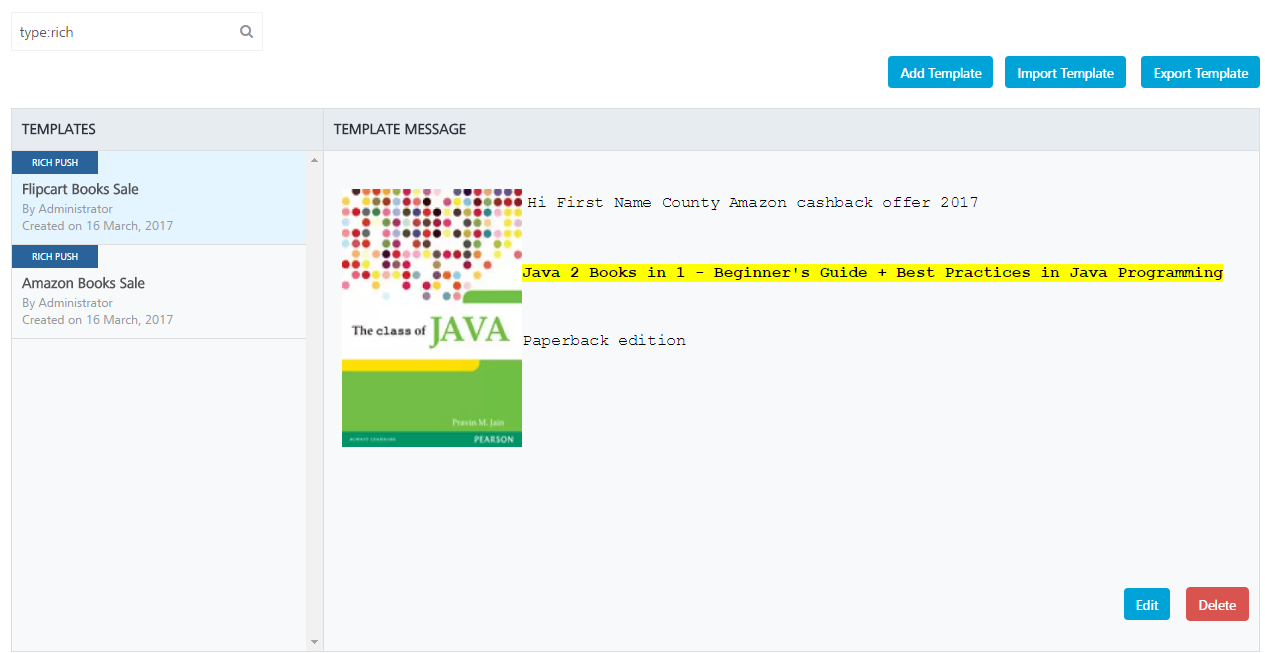 type:rich
Add Template
Import Template
Export Template
TEMPLATES
TEMPLATE MESSAGE
RICH PUSH
Flipcart Books Sale
By Administrator
Created on 16 March, 2017
RICH PUSH
Amazon Books Sale
By Administrator
Created on 16 March, 2017
Hi First Name County Amazon cashback offer 2017
Java 2 Books in 1 - Beginner's Guide + Best Practices in Java Programming
The class of JAVA
Paperback edition
Pravin M. Jain
ALWAYS LEARNING
PEARSON
Edit
Delete